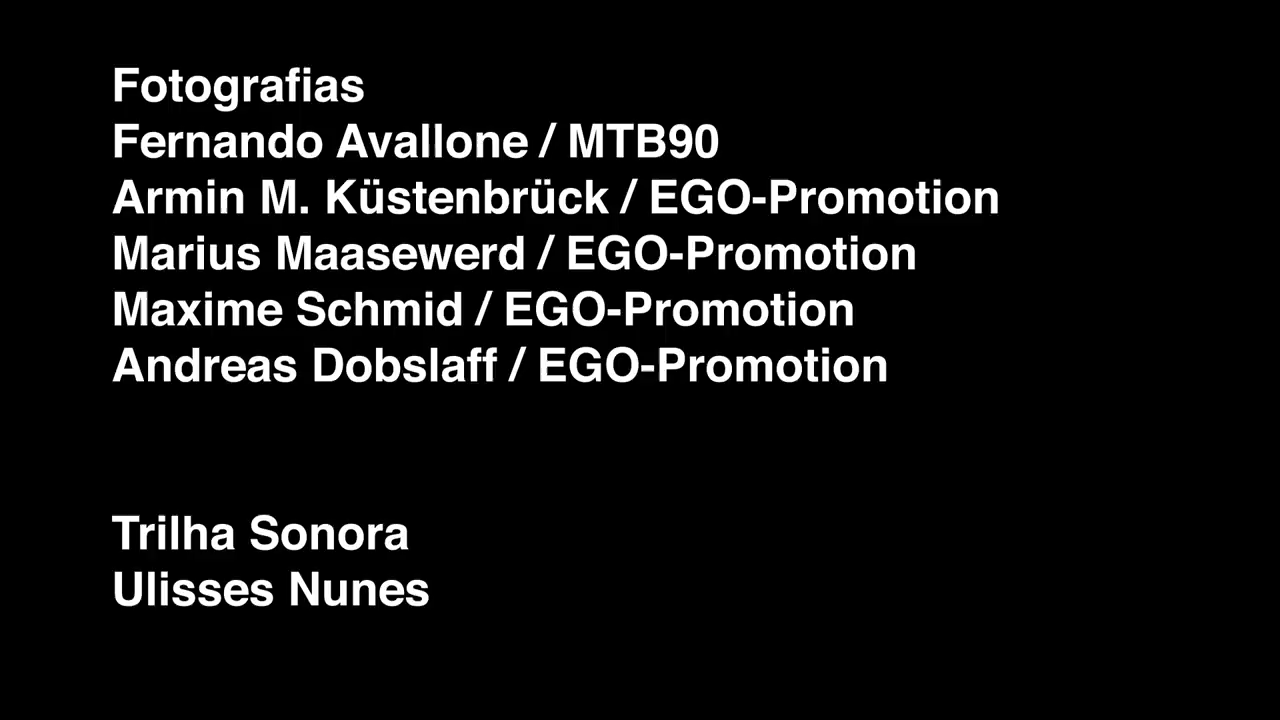 Fotografias
Fernando Avallone / MTB90
Armin M. Küstenbrück / EGO-Promotion
Marius Maasewerd / EGO-Promotion
Maxime Schmid / EGO-Promotion
Andreas Dobslaff / EGO-Promotion
Trilha Sonora
Ulisses Nunes